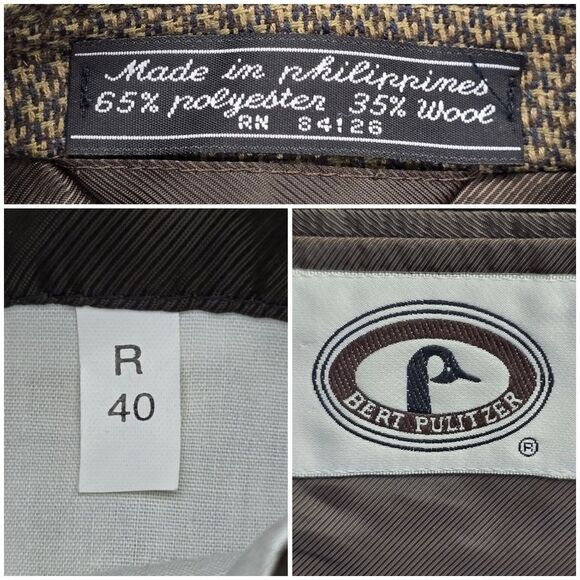 Made in Philippines
65% polyester 35% Wool
RN 84126
R
40
BERT PULITZER
®